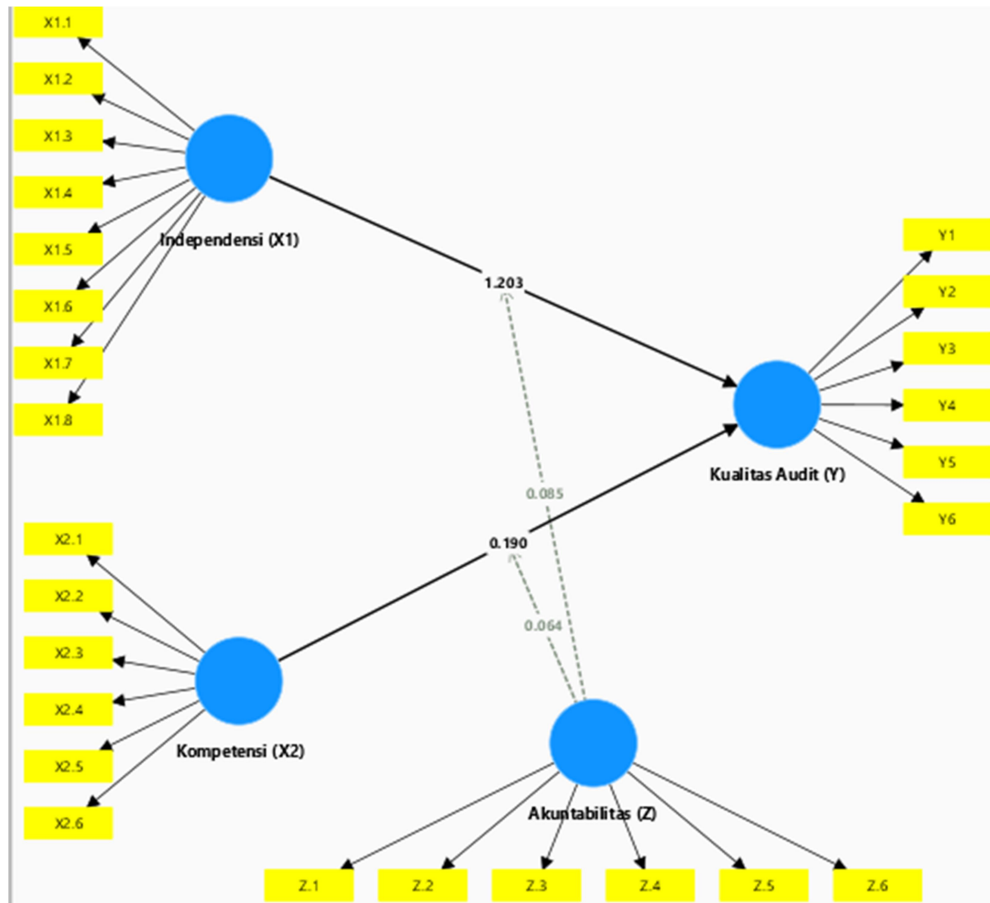 X1.1
X1.2
X1.3
X1.4
X1.5
X1.6
X1.7
X1.8
Independensi (X1)
1.203
Y1
Y2
Y3
Y4
Y5
Y6
Kualitas Audit (Y)
0.085
0.190
0.064
X2.1
X2.2
X2.3
X2.4
X2.5
X2.6
Kompetensi (X2)
Akuntabilitas (Z)
Z.1
Z.2
Z.3
Z.4
Z.5
Z.6